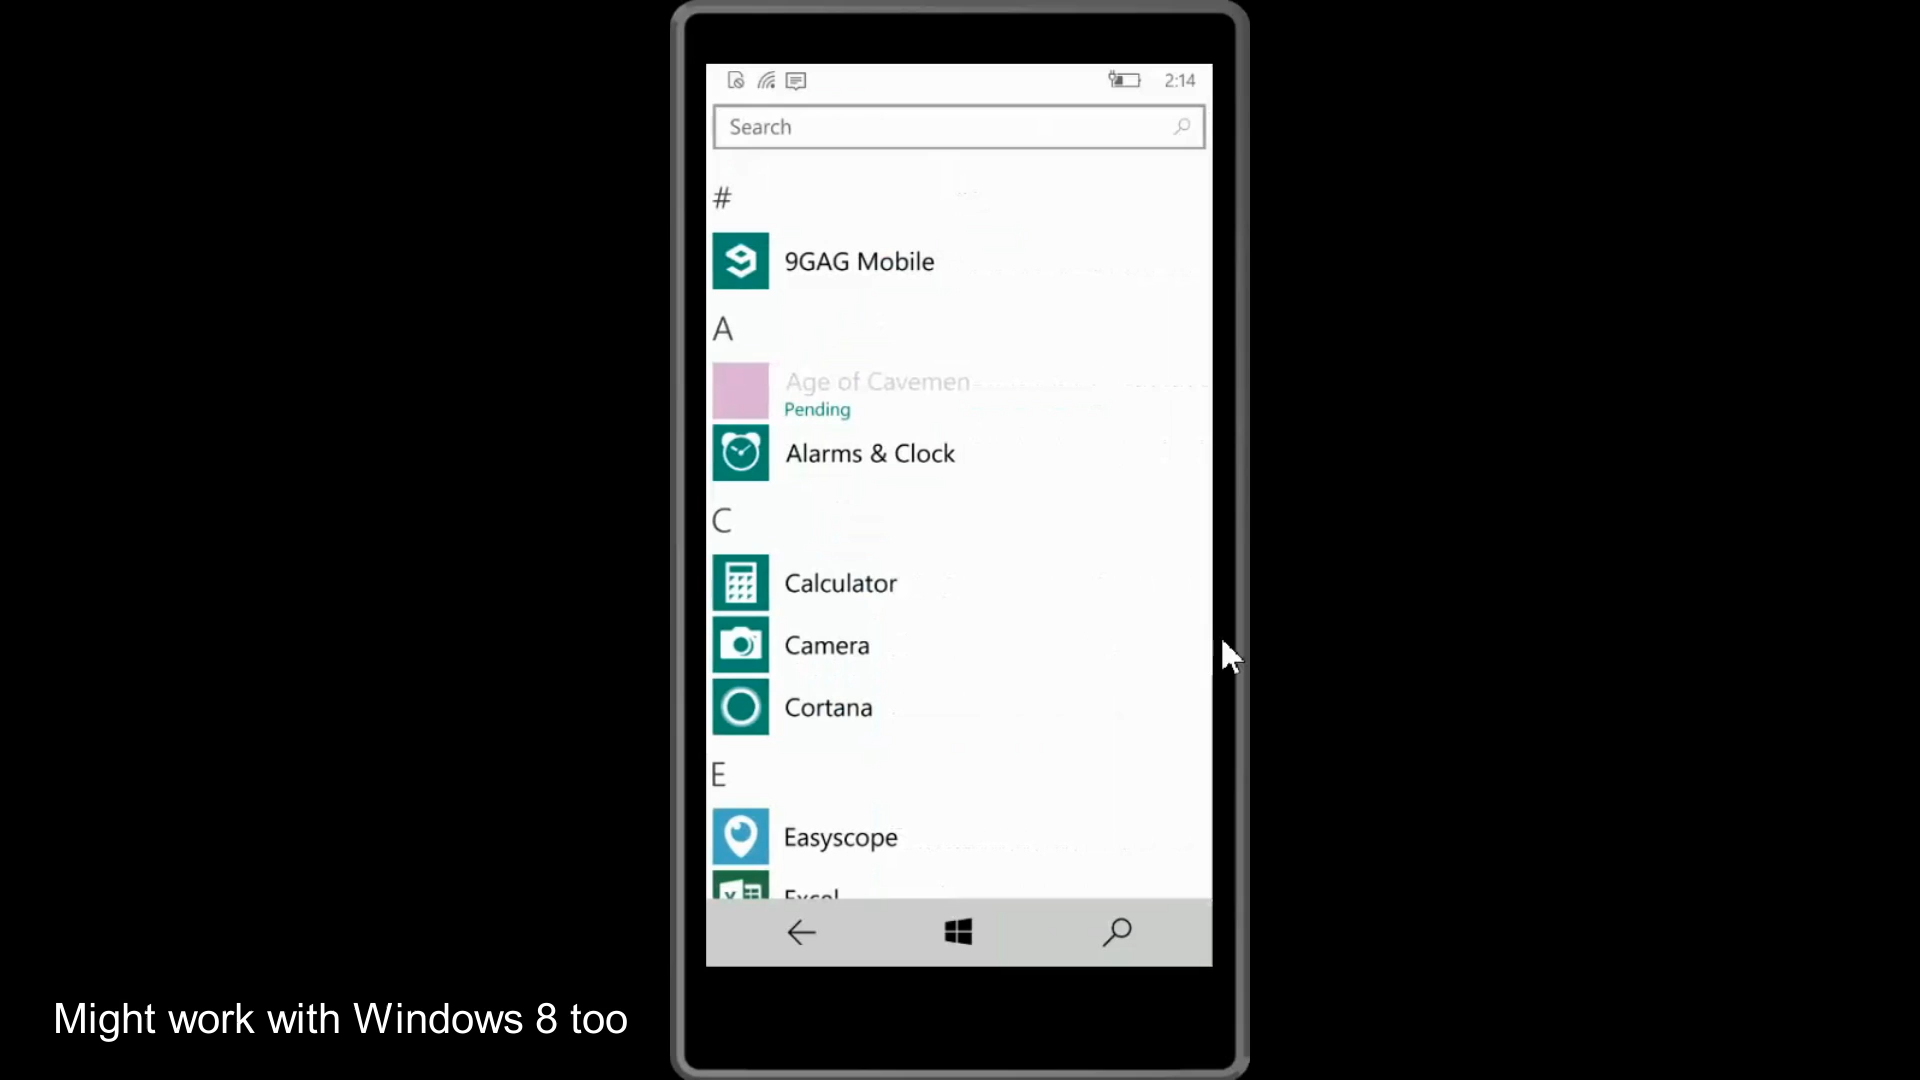 2:14
Search
#
9GAG Mobile
A
Age of Cavemen
Pending
Alarms & Clock
C
Calculator
Camera
Cortana
E
Easyscope
Excel
Might work with Windows 8 too